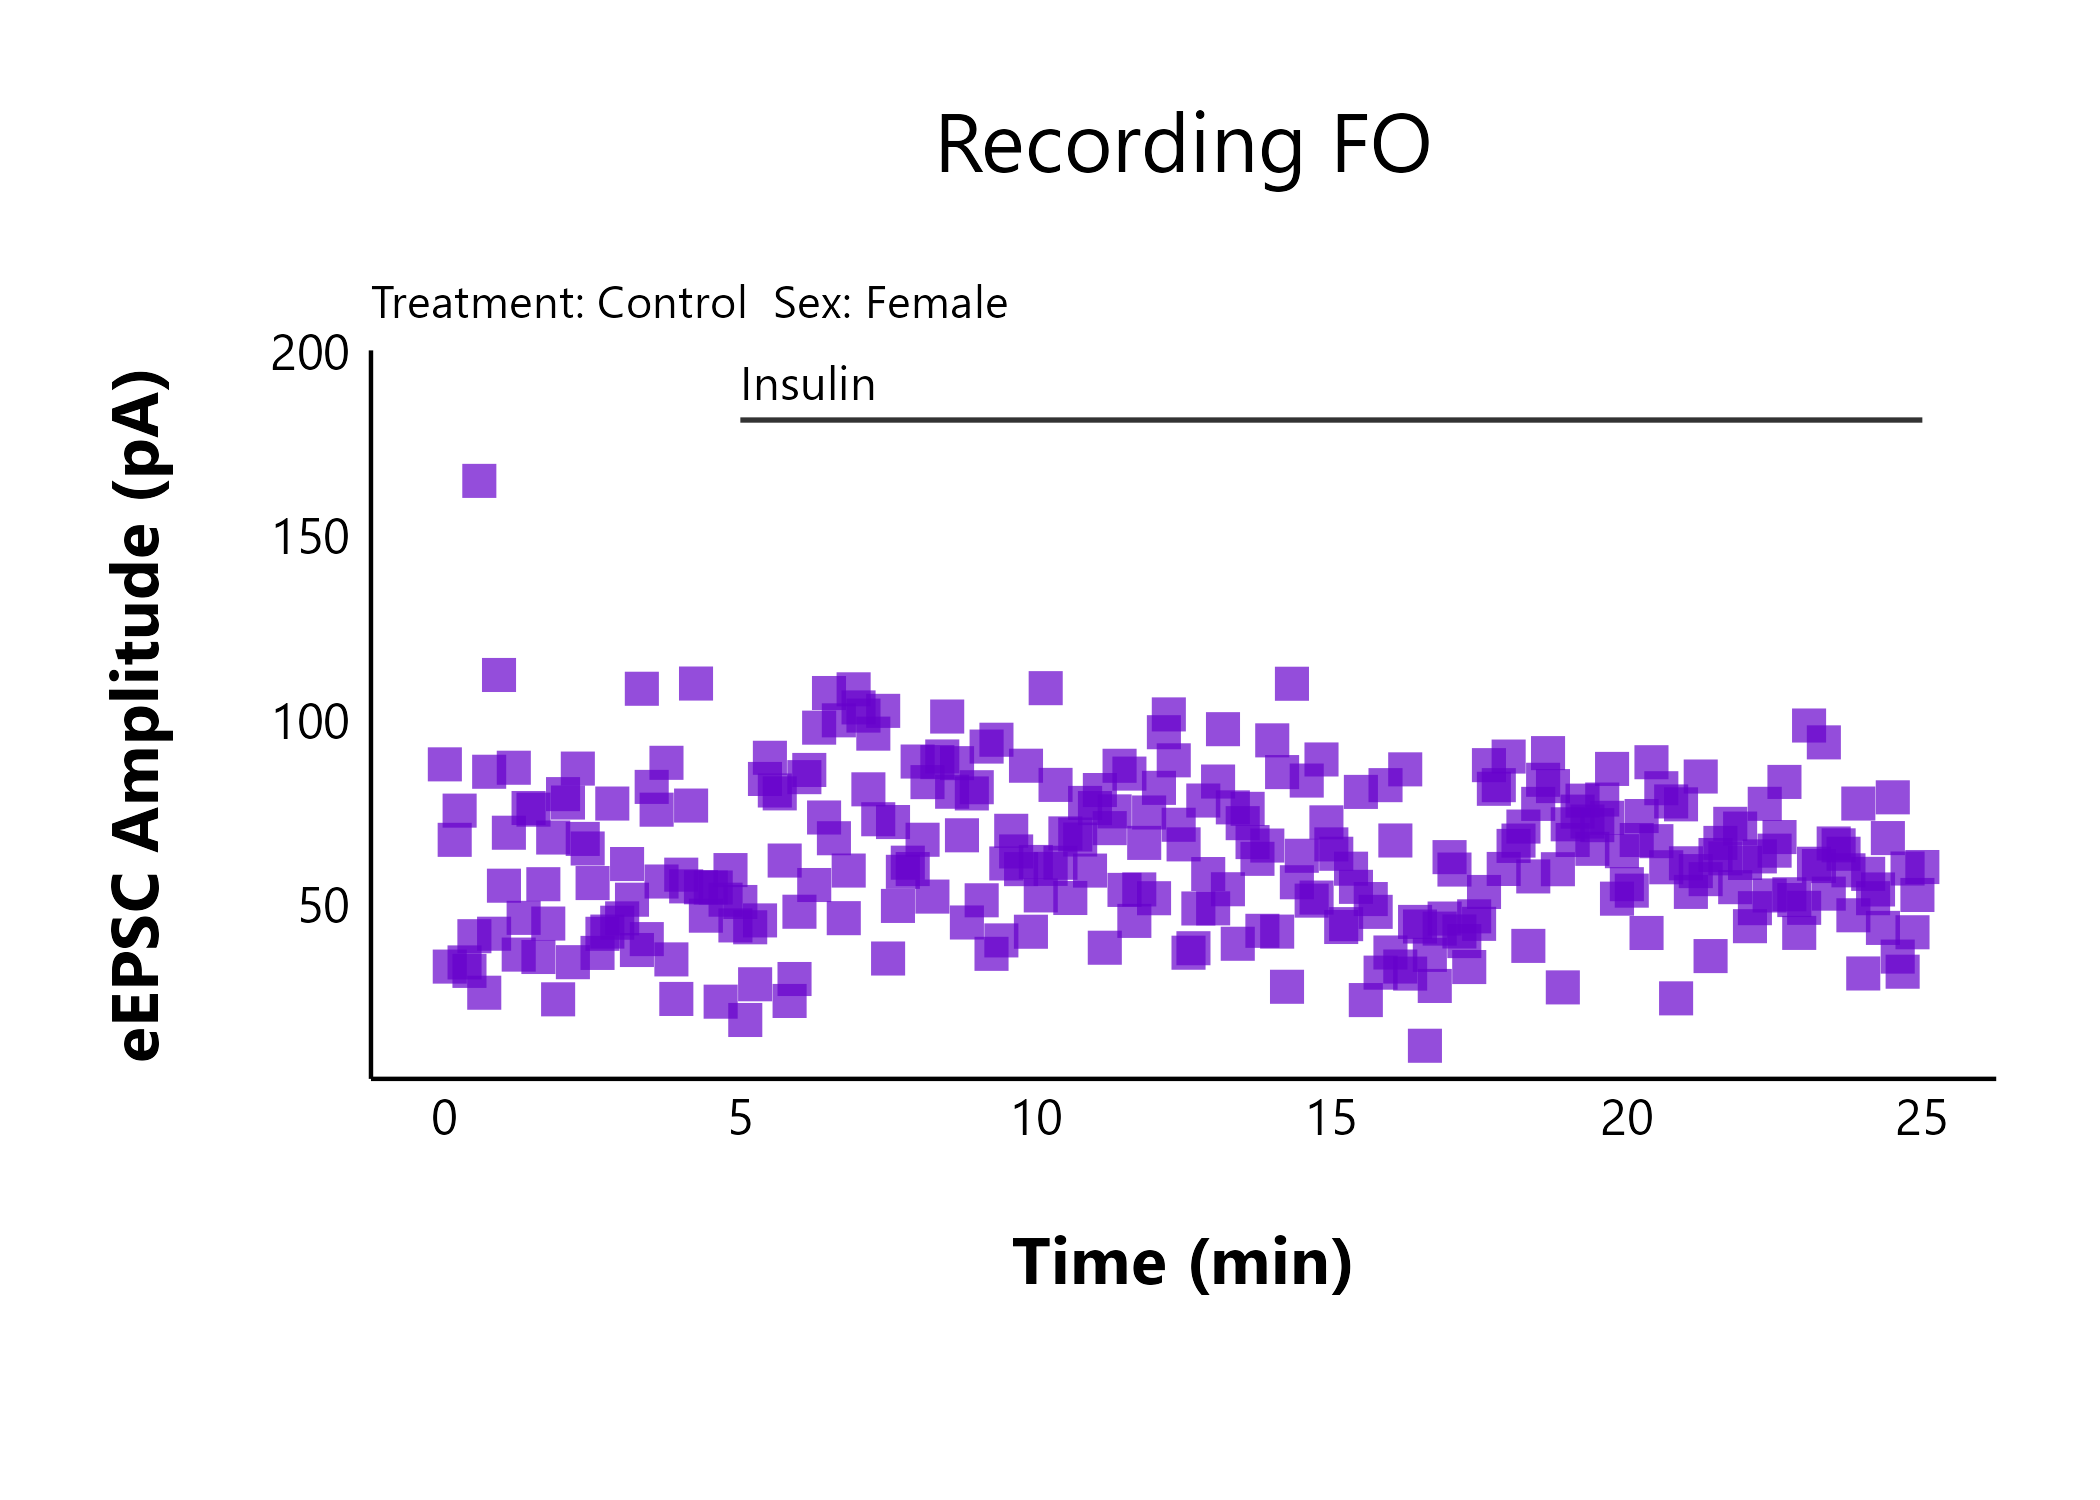 Recording FO
Treatment: Control  Sex: Female
Insulin
eEPSC Amplitude (pA)
200
150
100
50
0 5 10 15 20 25
Time (min)